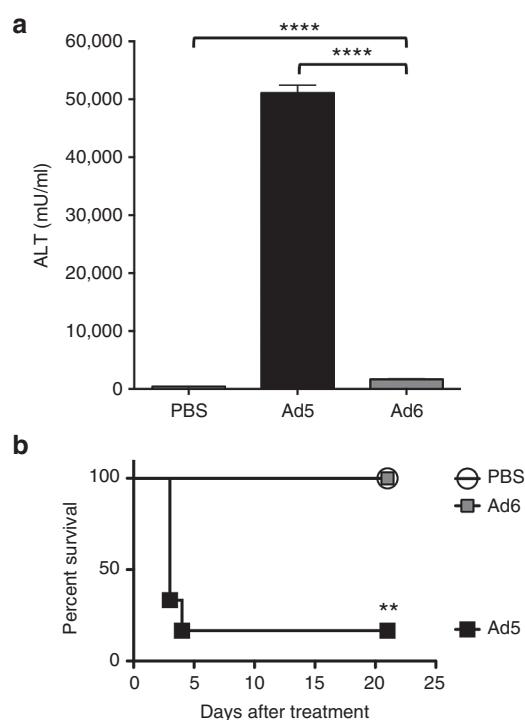 a
****
****
60,000
50,000
40,000
30,000
20,000
10,000
0
ALT (mU/ml)
PBS Ad5 Ad6
b
100
50
0
Percent survival
**
PBS
Ad6
Ad5
0 5 10 15 20 25
Days after treatment